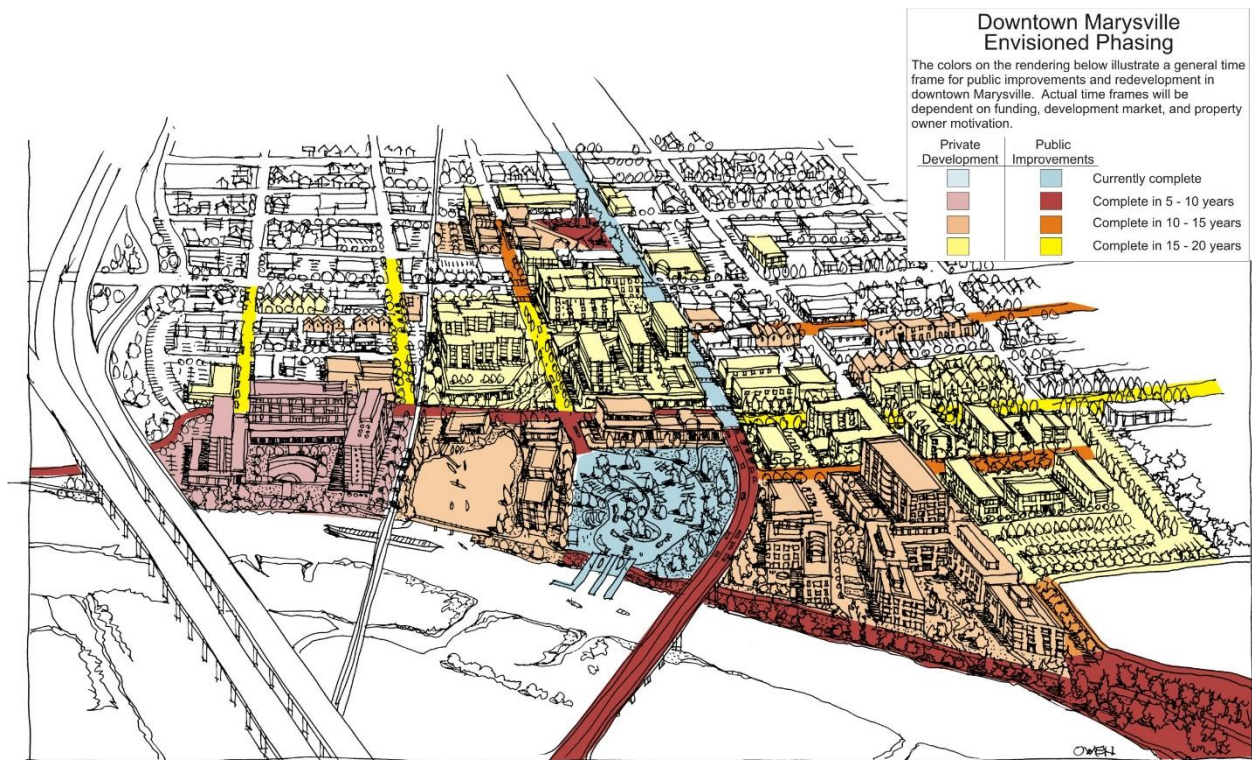 Downtown Marysville
Envisioned Phasing
The colors on the rendering below illustrate a general time
frame for public improvements and redevelopment in
downtown Marysville. Actual time frames will be
dependent on funding, development market, and property
owner motivation.
Private Development
Public Improvements
Currently complete
Complete in 5 - 10 years
Complete in 10 - 15 years
Complete in 15 - 20 years
OWEN